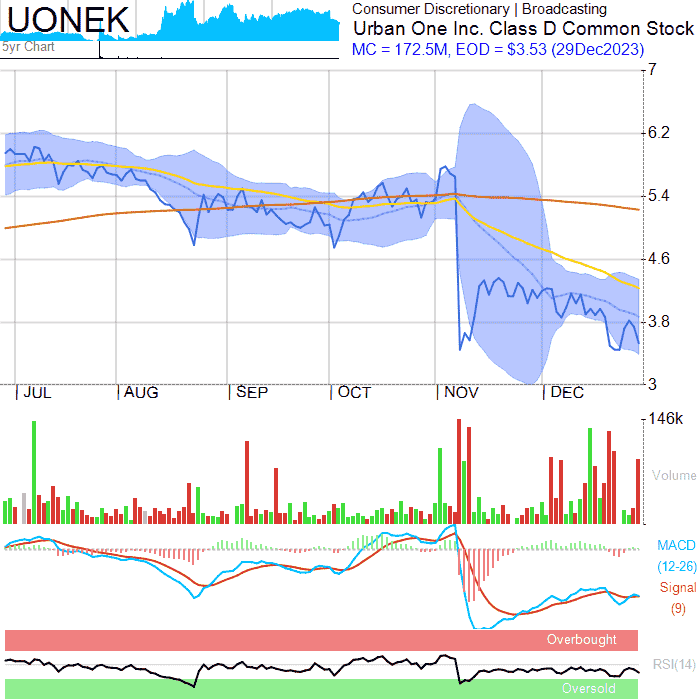 UONEK
5yr Chart
Consumer Discretionary | Broadcasting
Urban One Inc. Class D Common Stock
MC = 172.5M, EOD = $3.53 (29Dec2023)
7
6.2
5.4
4.6
3.8
3
JUL AUG SEP OCT NOV DEC
146k
Volume
MACD
(12-26)
Signal
(9)
Overbought
RSI(14)
Oversold